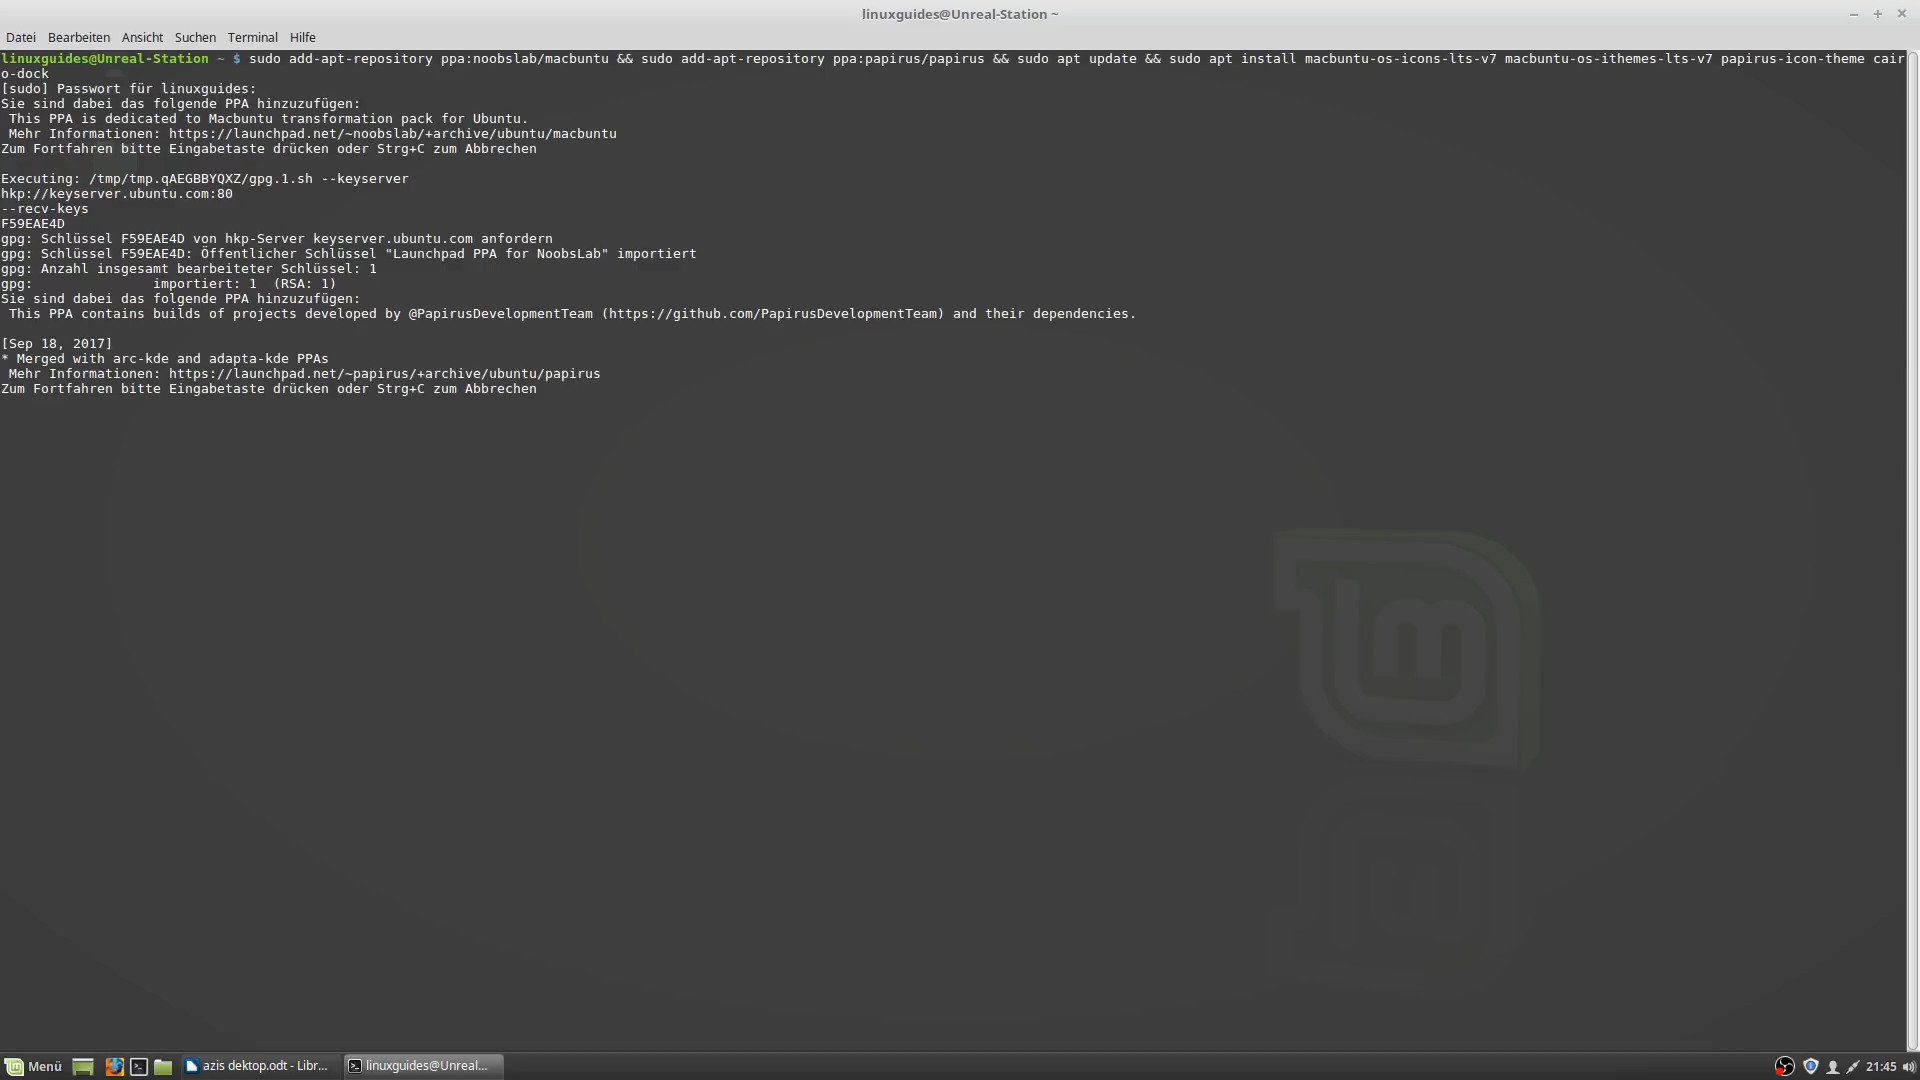 linuxguides@Unreal-Station ~
Datei Bearbeiten Ansicht Suchen Terminal Hilfe
linuxguides@Unreal-Station ~ $ sudo add-apt-repository ppa:noobslab/macbuntu && sudo add-apt-repository ppa:papirus/papirus && sudo apt update && sudo apt install macbuntu-os-icons-lts-v7 macbuntu-os-ithemes-lts-v7 papirus-icon-theme cair
o-dock
[sudo] Passwort für linuxguides:
Sie sind dabei das folgende PPA hinzuzufügen:
 This PPA is dedicated to Macbuntu transformation pack for Ubuntu.
 Mehr Informationen: https://launchpad.net/~noobslab/+archive/ubuntu/macbuntu
Zum Fortfahren bitte Eingabetaste drücken oder Strg+C zum Abbrechen
Executing: /tmp/tmp.qAEGBBYQXZ/gpg.1.sh --keyserver
hkp://keyserver.ubuntu.com:80
--recv-keys
F59EAE4D
gpg: Schlüssel F59EAE4D von hkp-Server keyserver.ubuntu.com anfordern
gpg: Schlüssel F59EAE4D: Öffentlicher Schlüssel "Launchpad PPA for NoobsLab" importiert
gpg: Anzahl insgesamt bearbeiteter Schlüssel: 1
gpg:               importiert: 1  (RSA: 1)
Sie sind dabei das folgende PPA hinzuzufügen:
 This PPA contains builds of projects developed by @PapirusDevelopmentTeam (https://github.com/PapirusDevelopmentTeam) and their dependencies.
[Sep 18, 2017]
* Merged with arc-kde and adapta-kde PPAs
 Mehr Informationen: https://launchpad.net/~papirus/+archive/ubuntu/papirus
Zum Fortfahren bitte Eingabetaste drücken oder Strg+C zum Abbrechen
Menü azis dektop.odt - Libr... linuxguides@Unreal... 21:45